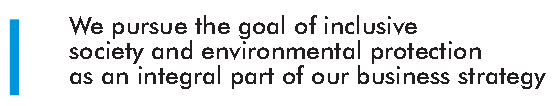 We pursue the goal of inclusive
society and environmental protection
as an integral part of our business strategy